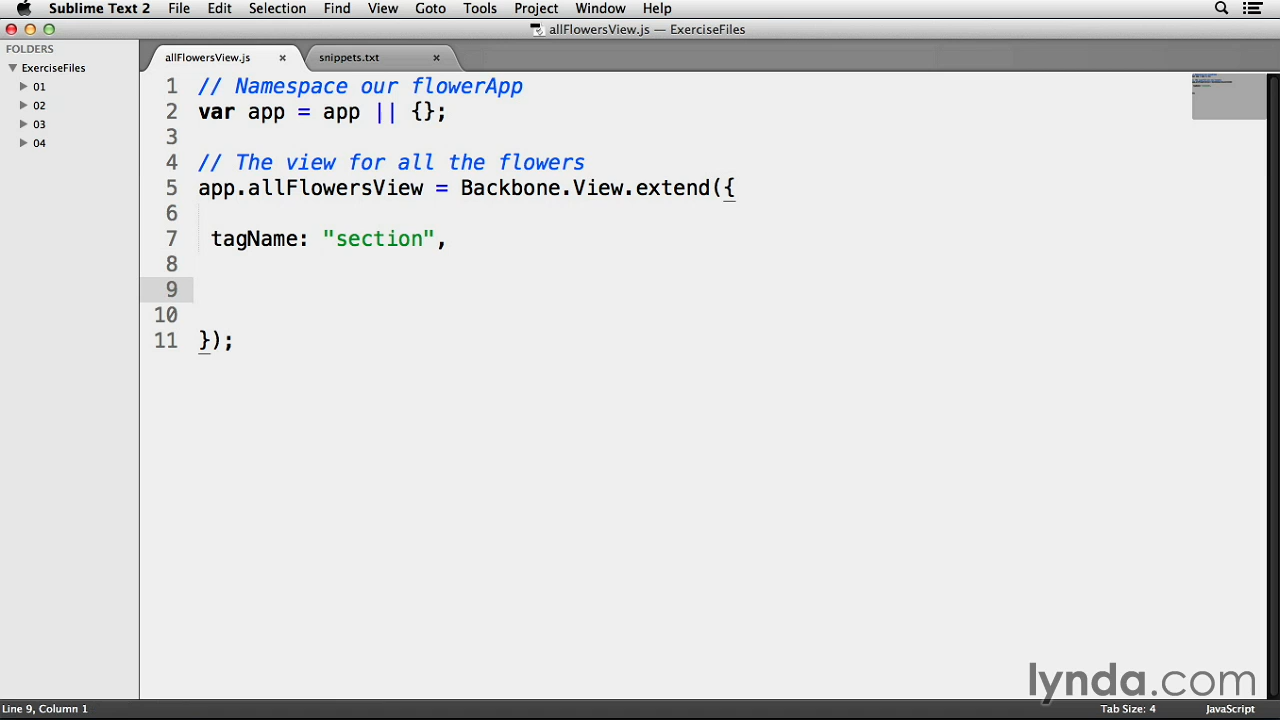 Sublime Text 2 File Edit Selection Find View Goto Tools Project Window Help
allFlowersView.js — ExerciseFiles
FOLDERS
ExerciseFiles
01
02
03
04
allFlowersView.js × snippets.txt ×
1 // Namespace our flowerApp
2 var app = app || {};
3
4 // The view for all the flowers
5 app.allFlowersView = Backbone.View.extend({
6
7 tagName: "section",
8
9
10
11 });
lynda.com
Line 9, Column 1 Tab Size: 4 JavaScript